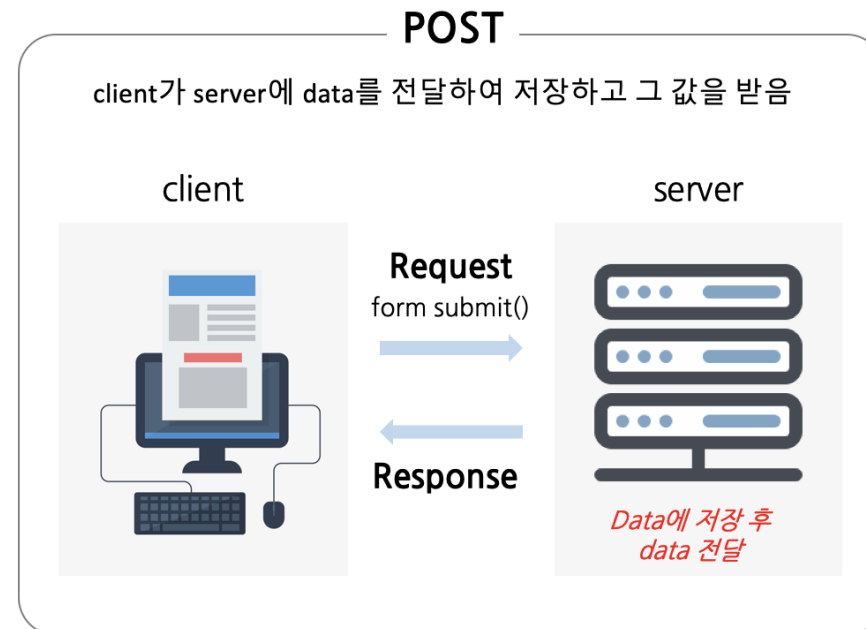 POST
client가 server에 data를 전달하여 저장하고 그 값을 받음
client
server
Request
form submit()
Response
Data에 저장 후
data 전달